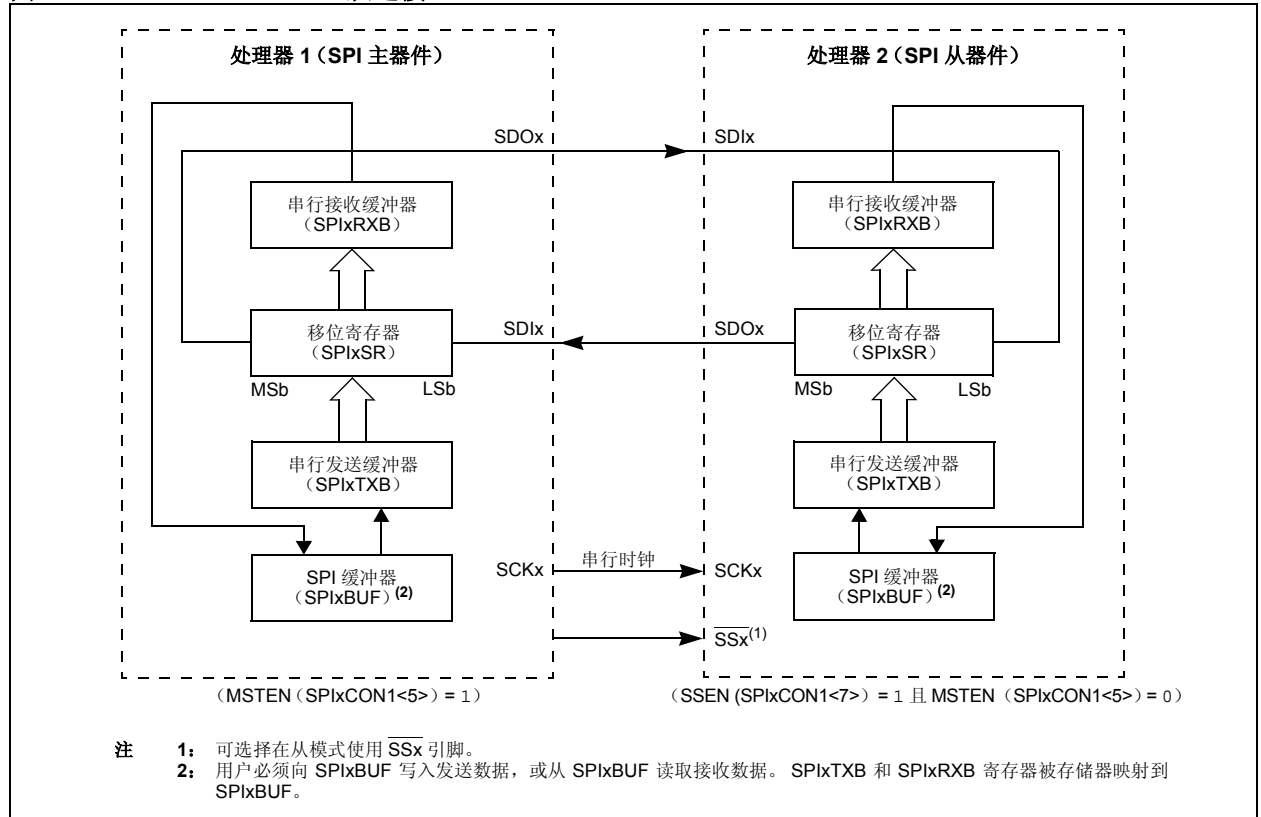 处理器 1（SPI 主器件）
处理器 2（SPI 从器件）
SDOx
SDIx
串行接收缓冲器
（SPIxRXB）
串行接收缓冲器
（SPIxRXB）
移位寄存器
（SPIxSR）
SDIx
SDOx
移位寄存器
（SPIxSR）
MSb
LSb
MSb
LSb
串行发送缓冲器
（SPIxTXB）
串行发送缓冲器
（SPIxTXB）
SPI 缓冲器
（SPIxBUF）(2)
SCKx
串行时钟
SCKx
SPI 缓冲器
（SPIxBUF）(2)
SSx(1)
（MSTEN（SPIxCON1<5>）= 1）
（SSEN (SPIxCON1<7>）= 1 且 MSTEN（SPIxCON1<5>）= 0）
注 1： 可选择在从模式使用 SSx 引脚。
2： 用户必须向 SPIxBUF 写入发送数据，或从 SPIxBUF 读取接收数据。 SPIxTXB 和 SPIxRXB 寄存器被存储器映射到
SPIxBUF。